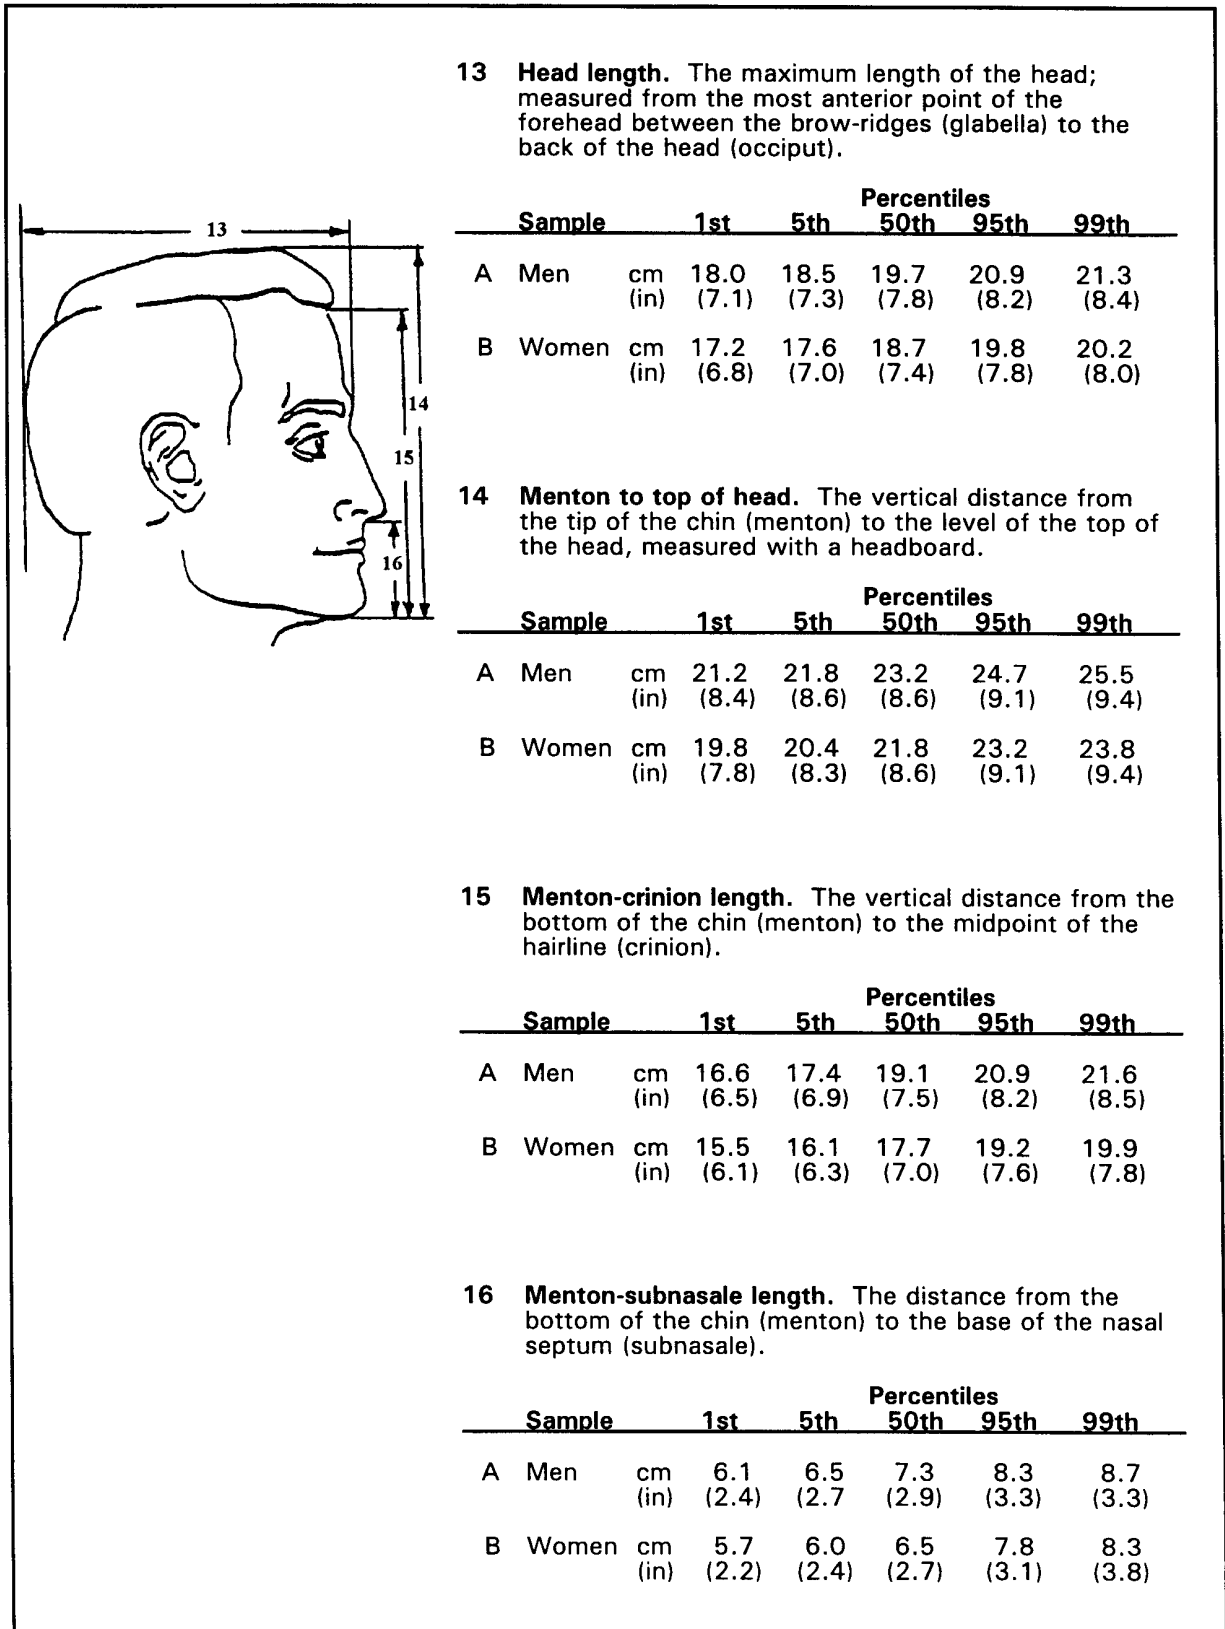 13 Head length. The maximum length of the head;
measured from the most anterior point of the
forehead between the brow-ridges (glabella) to the
back of the head (occiput).
Percentiles
Sample 1st 5th 50th 95th 99th
A Men cm 18.0 18.5 19.7 20.9 21.3
(in) (7.1) (7.3) (7.8) (8.2) (8.4)
B Women cm 17.2 17.6 18.7 19.8 20.2
(in) (6.8) (7.0) (7.4) (7.8) (8.0)
13
14
15
16
14 Menton to top of head. The vertical distance from
the tip of the chin (menton) to the level of the top of
the head, measured with a headboard.
Percentiles
Sample 1st 5th 50th 95th 99th
A Men cm 21.2 21.8 23.2 24.7 25.5
(in) (8.4) (8.6) (8.6) (9.1) (9.4)
B Women cm 19.8 20.4 21.8 23.2 23.8
(in) (7.8) (8.3) (8.6) (9.1) (9.4)
15 Menton-crinion length. The vertical distance from the
bottom of the chin (menton) to the midpoint of the
hairline (crinion).
Percentiles
Sample 1st 5th 50th 95th 99th
A Men cm 16.6 17.4 19.1 20.9 21.6
(in) (6.5) (6.9) (7.5) (8.2) (8.5)
B Women cm 15.5 16.1 17.7 19.2 19.9
(in) (6.1) (6.3) (7.0) (7.6) (7.8)
16 Menton-subnasale length. The distance from the
bottom of the chin (menton) to the base of the nasal
septum (subnasale).
Percentiles
Sample 1st 5th 50th 95th 99th
A Men cm 6.1 6.5 7.3 8.3 8.7
(in) (2.4) (2.7 (2.9) (3.3) (3.3)
B Women cm 5.7 6.0 6.5 7.8 8.3
(in) (2.2) (2.4) (2.7) (3.1) (3.8)